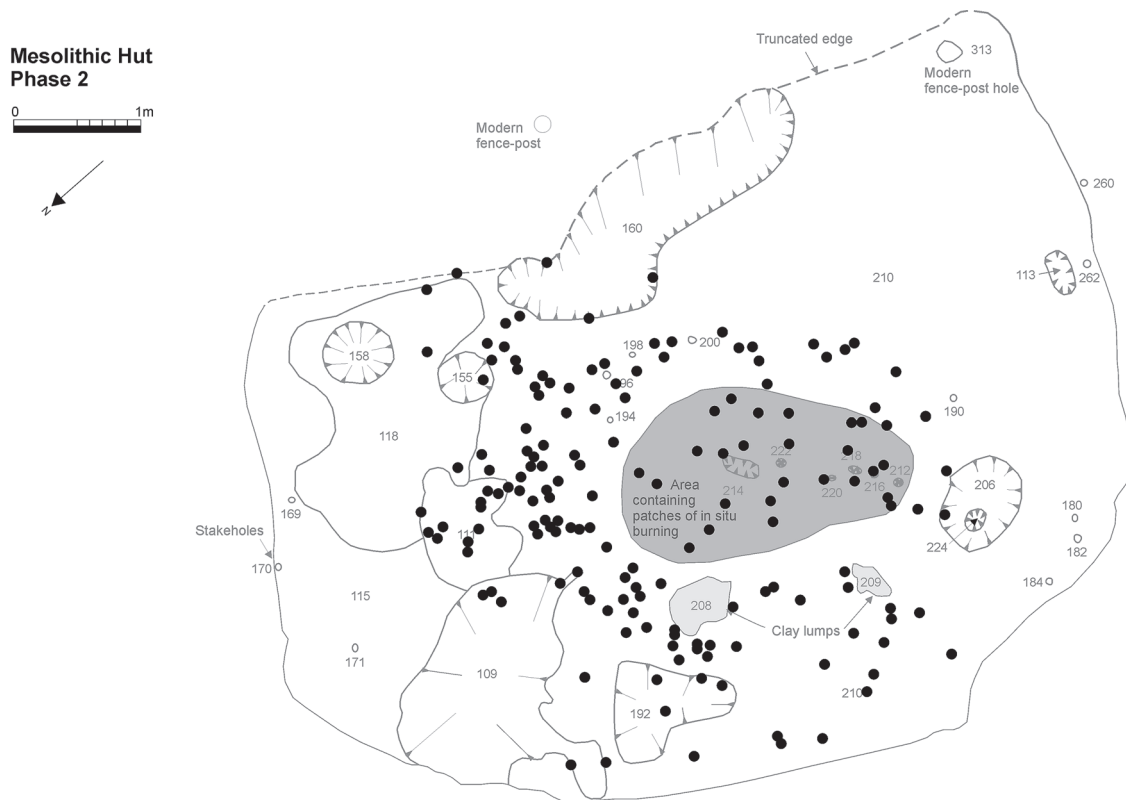 Mesolithic Hut
Phase 2
0 1m
N
Truncated edge
313
Modern
fence-post hole
Modern
fence-post
260
160
210
113
262
158
198
200
155
196
194
190
118
222
218
212
206
214
220
216
Area
containing
patches of in situ
burning
169
111
180
224
182
Stakeholes
170
184
209
115
208
Clay lumps
171
109
210
192